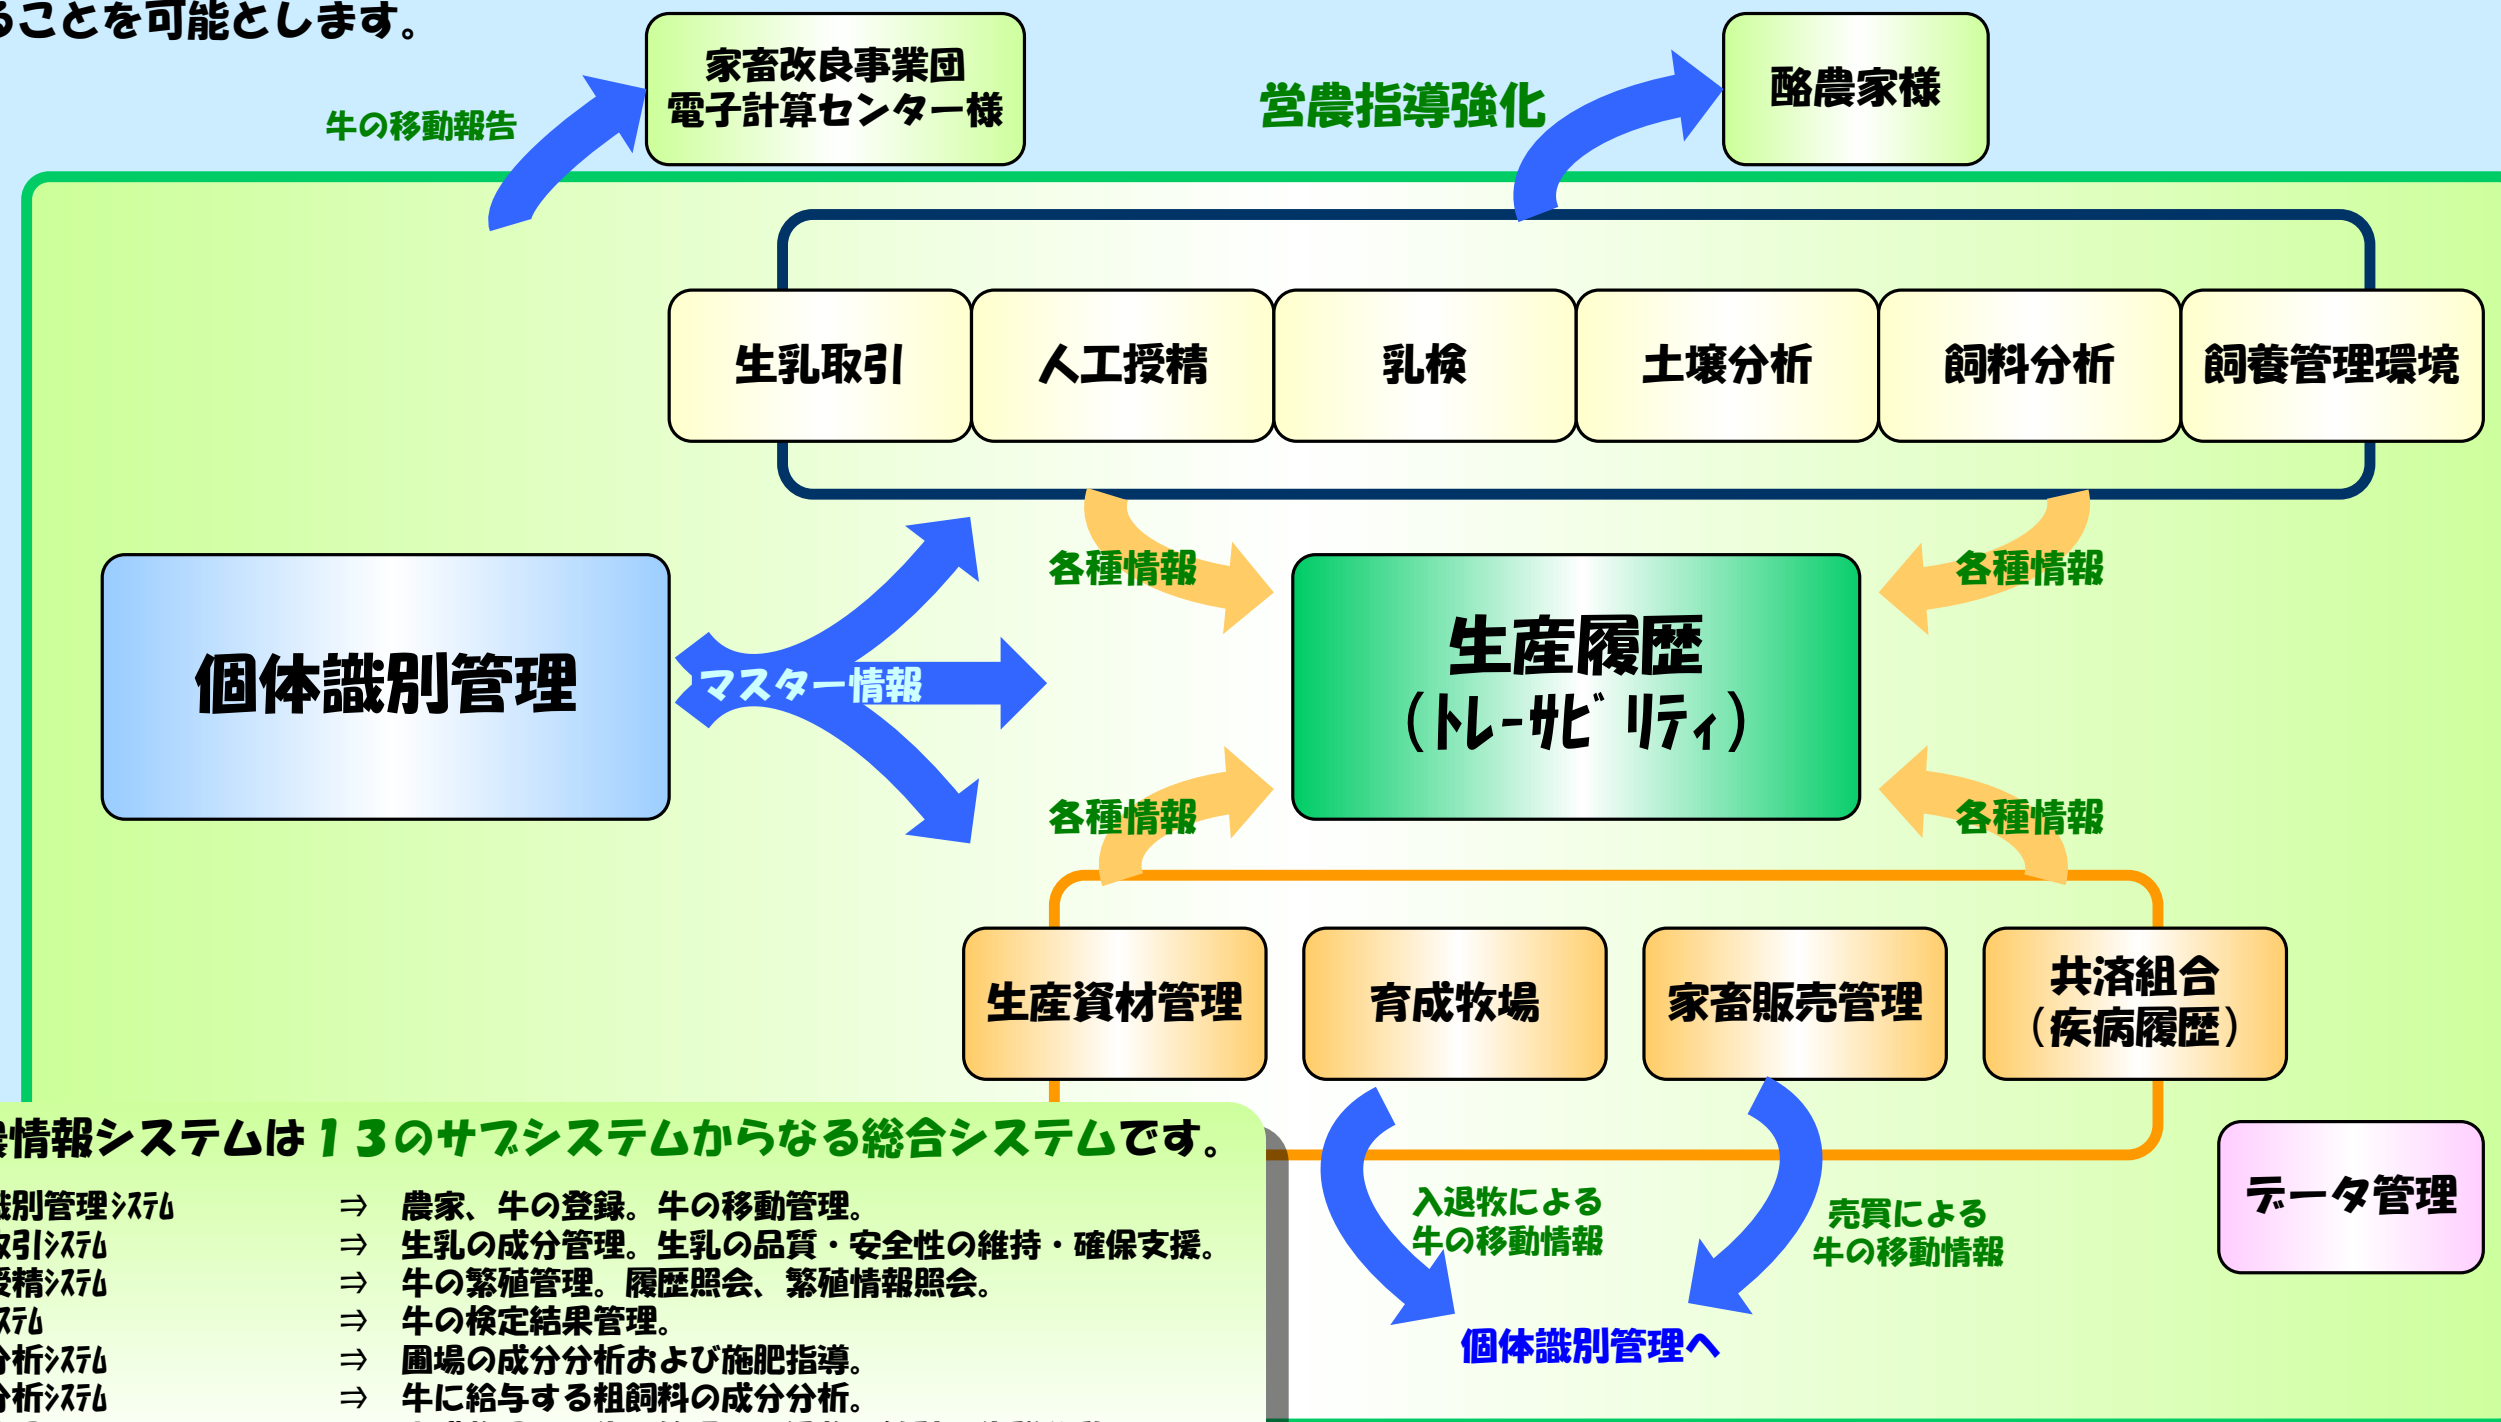 ることを可能とします。
家畜改良事業団
電子計算センター様
酪農家様
牛の移動報告
営農指導強化
生乳取引
人工授精
乳検
土壌分析
飼料分析
飼養管理環境
各種情報
各種情報
個体識別管理
マスター情報
生産履歴
（ﾄﾚｰｻﾋﾞﾘﾃｨ）
各種情報
各種情報
生産資材管理
育成牧場
家畜販売管理
共済組合
（疾病履歴）
情報システムは１３のサブシステムからなる総合システムです。
識別管理ｼｽﾃﾑ ⇒ 農家、牛の登録。牛の移動管理。
取引ｼｽﾃﾑ ⇒ 生乳の成分管理。生乳の品質・安全性の維持・確保支援。
授精ｼｽﾃﾑ ⇒ 牛の繁殖管理。履歴照会、繁殖情報照会。
ｽﾃﾑ ⇒ 牛の検定結果管理。
分析ｼｽﾃﾑ ⇒ 圃場の成分分析および施肥指導。
分析ｼｽﾃﾑ ⇒ 牛に給与する粗飼料の成分分析。
入退牧による
牛の移動情報
売買による
牛の移動情報
データ管理
個体識別管理へ